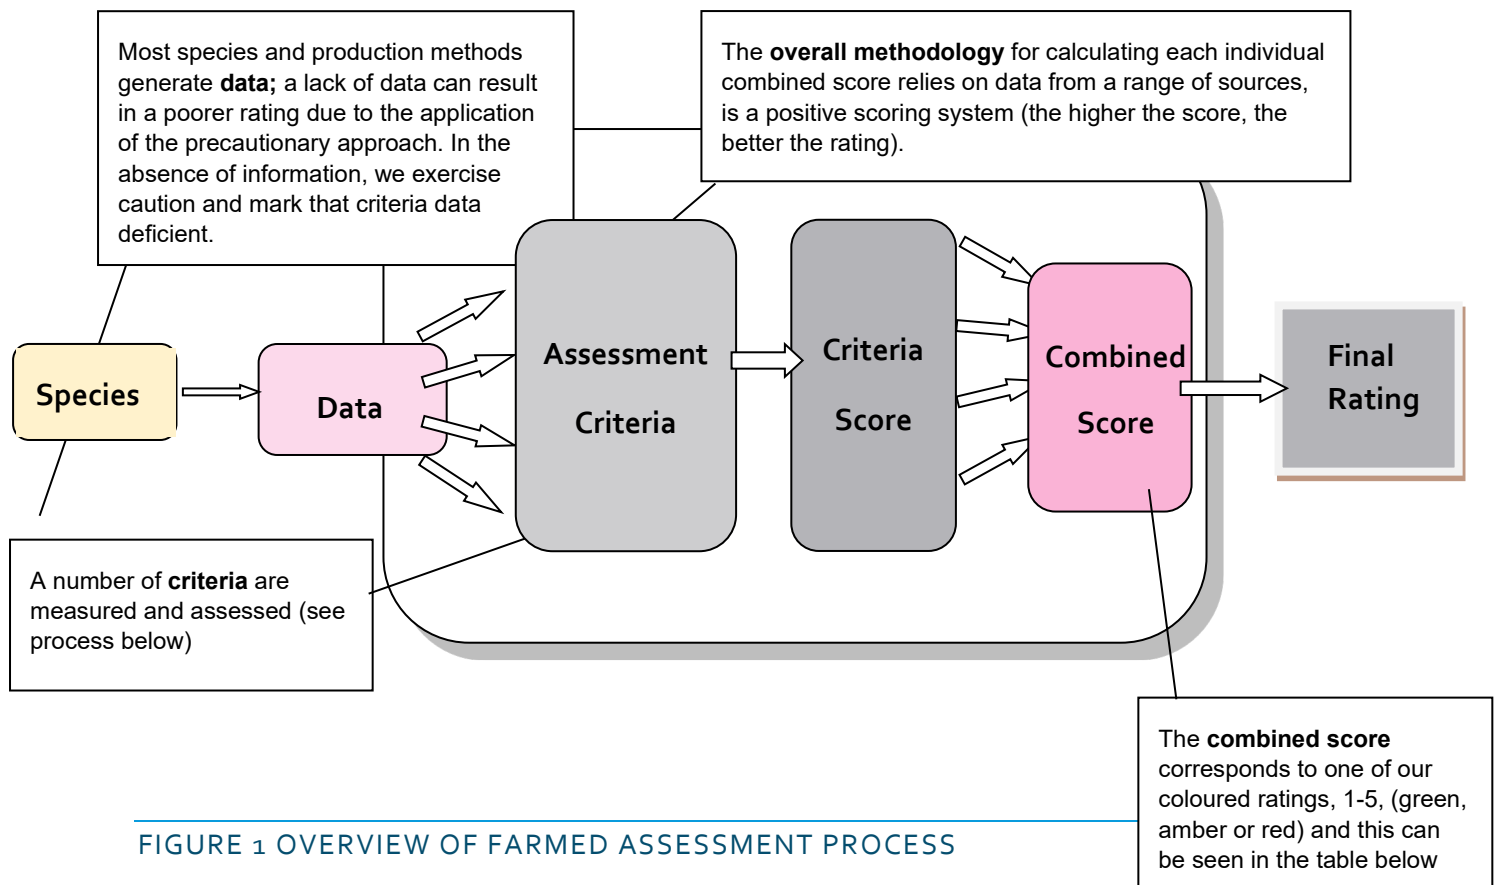 Most species and production methods
generate data; a lack of data can result
in a poorer rating due to the application
of the precautionary approach. In the
absence of information, we exercise
caution and mark that criteria data
deficient.
The overall methodology for calculating each individual
combined score relies on data from a range of sources,
is a positive scoring system (the higher the score, the
better the rating).
Species
Data
Assessment
Criteria
Criteria
Score
Combined
Score
Final
Rating
A number of criteria are
measured and assessed (see
process below)
The combined score
corresponds to one of our
coloured ratings, 1-5, (green,
amber or red) and this can
be seen in the table below
FIGURE 1 OVERVIEW OF FARMED ASSESSMENT PROCESS